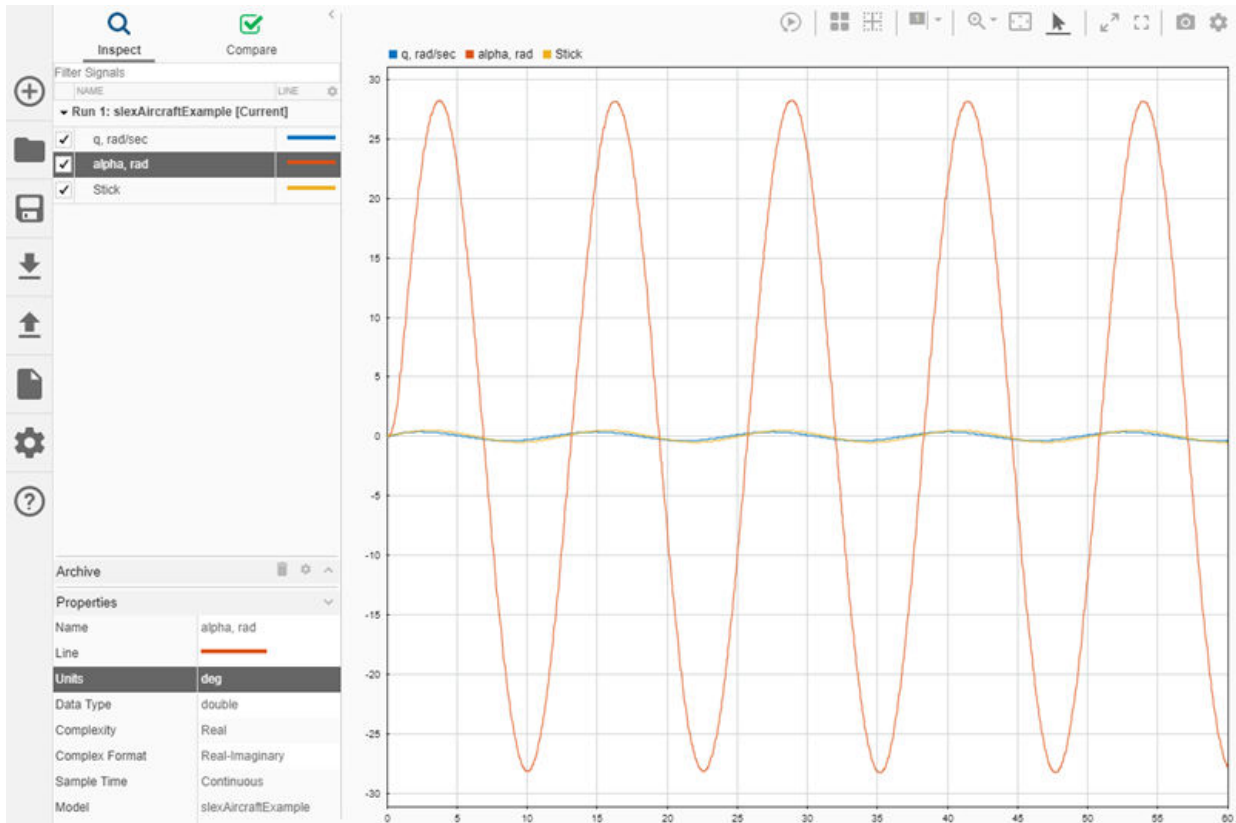 Inspect
Compare
Filter Signals
NAME LINE
Run 1: slexAircraftExample [Current]
q, rad/sec
alpha, rad
Stick
Archive
Properties
Name alpha, rad
Line
Units deg
Data Type double
Complexity Real
Complex Format Real-Imaginary
Sample Time Continuous
Model slexAircraftExample
1
q, rad/sec alpha, rad Stick
30
25
20
15
10
5
0
-5
-10
-15
-20
-25
-30
0 5 10 15 20 25 30 35 40 45 50 55 60